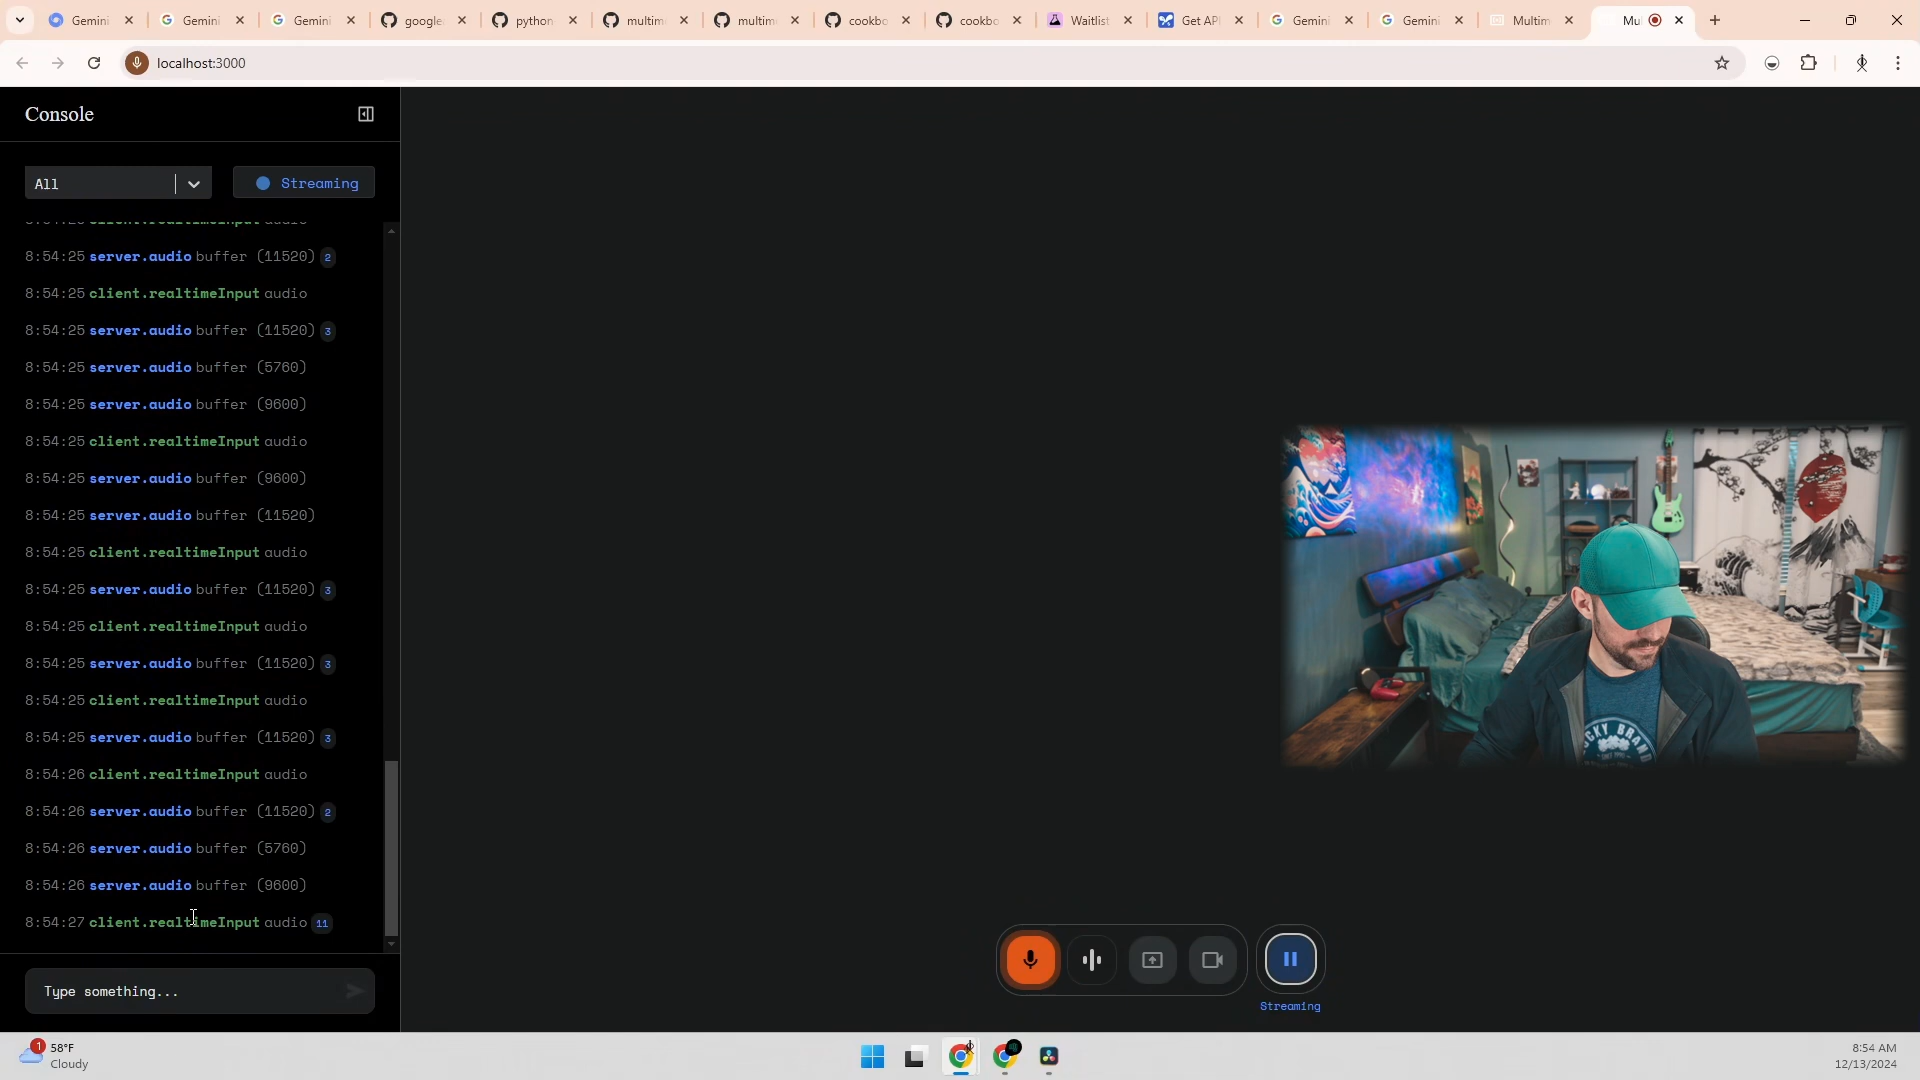 Gemini
Gemini
Gemini
google
python
multim
multim
cookbo
cookbo
Waitlist
Get API
Gemini
Gemini
Multim
Mul
localhost:3000
Console
All
Streaming
client.realtimeInput audio
8:54:25 server.audio buffer (11520) 2
8:54:25 client.realtimeInput audio
8:54:25 server.audio buffer (11520) 3
8:54:25 server.audio buffer (5760)
8:54:25 server.audio buffer (9600)
8:54:25 client.realtimeInput audio
8:54:25 server.audio buffer (9600)
8:54:25 server.audio buffer (11520)
8:54:25 client.realtimeInput audio
8:54:25 server.audio buffer (11520) 3
8:54:25 client.realtimeInput audio
8:54:25 server.audio buffer (11520) 3
8:54:25 client.realtimeInput audio
8:54:25 server.audio buffer (11520) 3
8:54:26 client.realtimeInput audio
8:54:26 server.audio buffer (11520) 2
8:54:26 server.audio buffer (5760)
8:54:26 server.audio buffer (9600)
8:54:27 client.realtimeInput audio 11
Type something...
Streaming
1
58°F
Cloudy
8:54 AM
12/13/2024